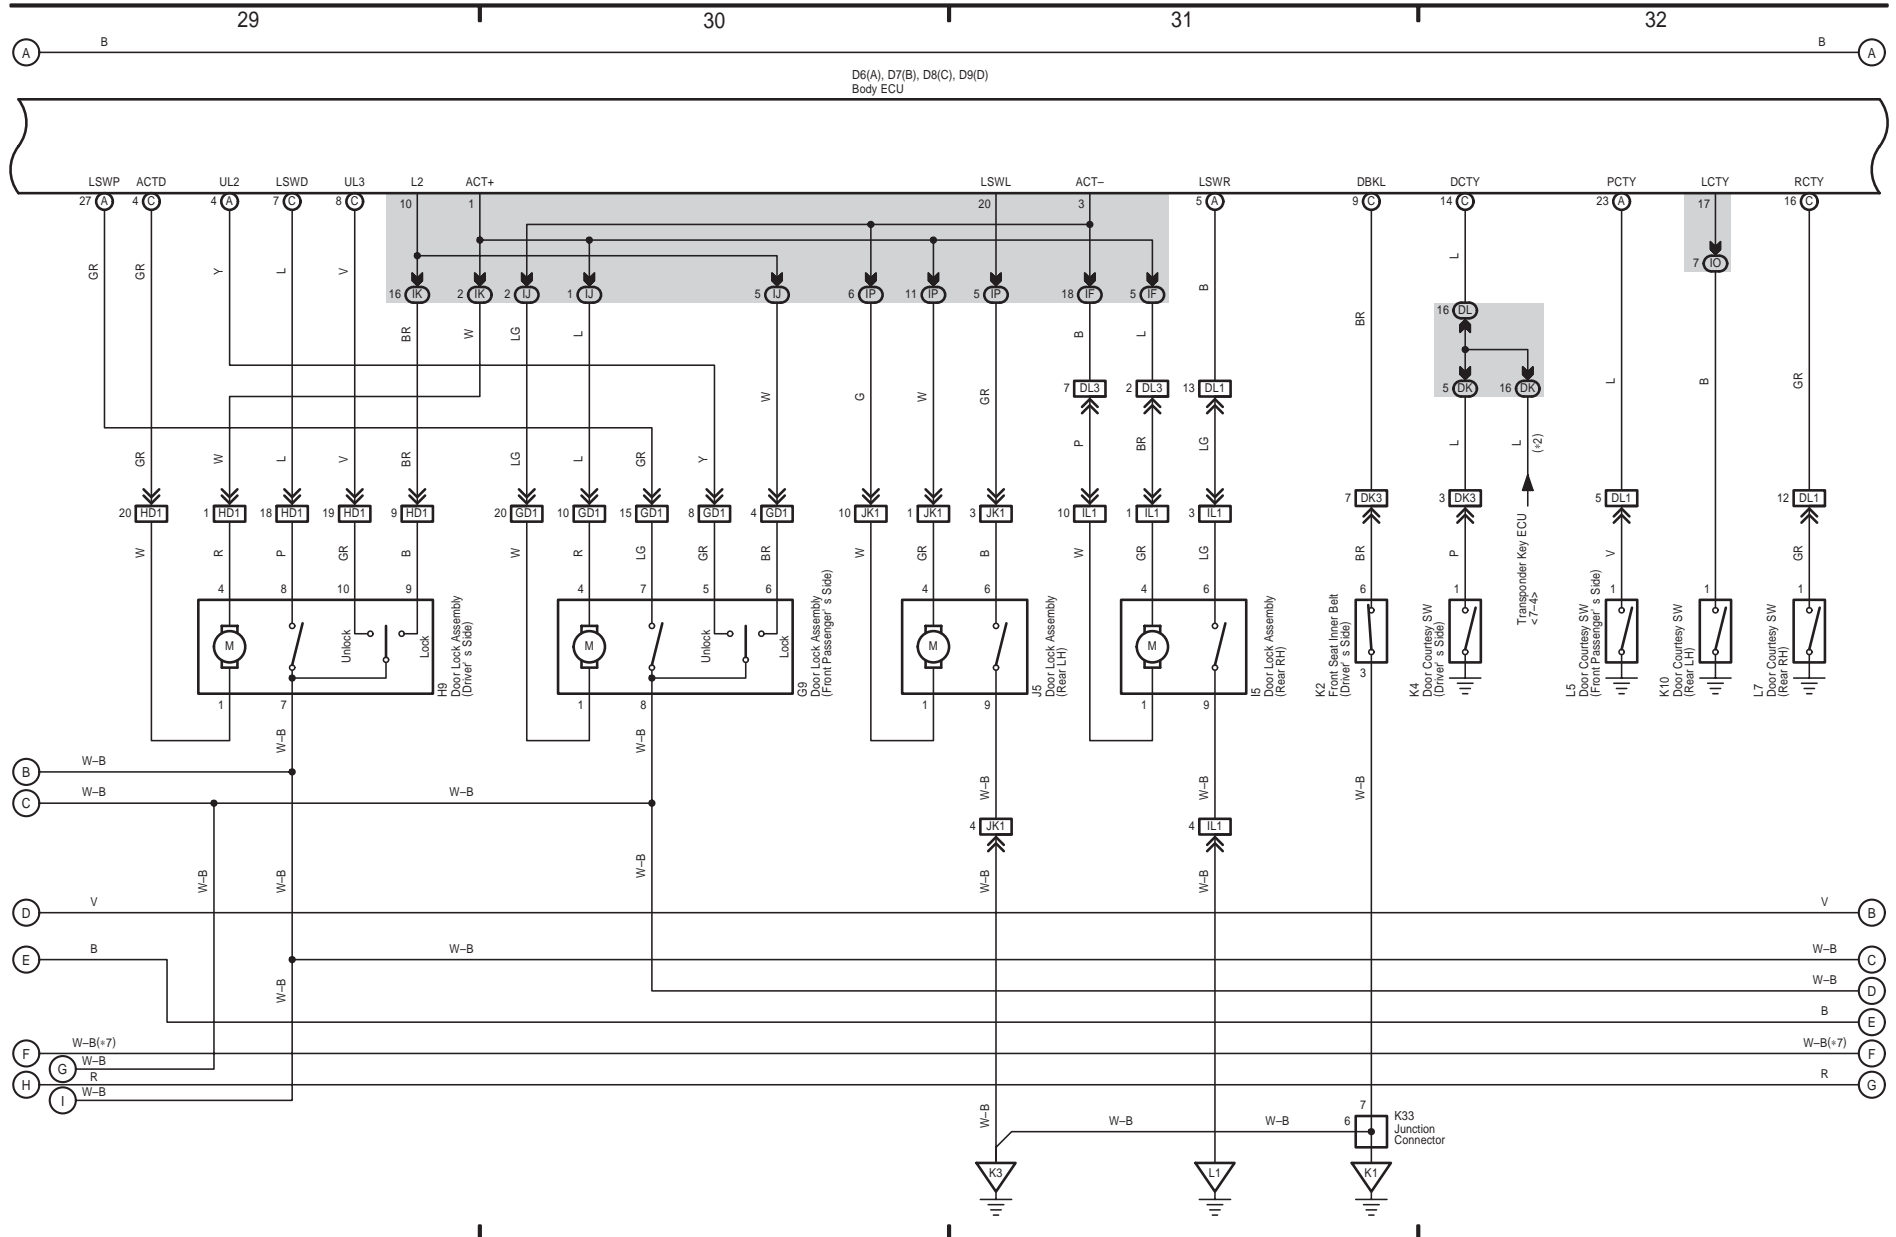 29 30 31 32
A B B A
D6(A), D7(B), D8(C), D9(D)
Body ECU
LSWP ACTD UL2 LSWD UL3 L2 ACT+ LSWL ACT– LSWR DBKL DCTY PCTY LCTY RCTY
27 A 4 C 4 A 7 C 8 C 10 1 20 3 5 A 9 C 14 C 23 A 17 16 C
GR GR Y L V B L
7 IO
16 IK 2 IK 2 IJ 1 IJ 5 IJ 6 IP 11 IP 5 IP 18 IF 5 IF
16 DL
BR W LG L B L BR
7 DL3 2 DL3 13 DL1 5 DK 16 DK
W G W GR L B GR
GR W L V BR LG L GR Y P BR LG L L (*2)
7 DK3 3 DK3 5 DL1 12 DL1
20 HD1 1 HD1 18 HD1 19 HD1 9 HD1 20 GD1 10 GD1 15 GD1 8 GD1 4 GD1 10 JK1 1 JK1 3 JK1 10 IL1 1 IL1 3 IL1
W R P GR B W R LG GR BR W GR B W GR LG BR P V GR
Transponder Key ECU
<7–4>
4 8 10 9 4 7 5 6 4 6 4 6 6 1 1 1 1
M Unlock Lock
H9
Door Lock Assembly
(Driver's Side)
M Unlock Lock
G9
Door Lock Assembly
(Front Passenger's Side)
M
J5
Door Lock Assembly
(Rear LH)
M
I5
Door Lock Assembly
(Rear RH)
K2
Front Seat Inner Belt
(Driver's Side)
K4
Door Courtesy SW
(Driver's Side)
L5
Door Courtesy SW
(Front Passenger's Side)
K10
Door Courtesy SW
(Rear LH)
L7
Door Courtesy SW
(Rear RH)
3
1 7 1 8 1 9 1 9
W–B W–B
B W–B
W–B W–B W–B
C W–B W–B
4 JK1 4 IL1
W–B
W–B W–B W–B W–B
D V V B
E B W–B W–B C
W–B W–B D
B E
F W–B(*7) W–B(*7) F
G W–B
H R R G
I W–B
7
W–B W–B W–B 6 K33
Junction
Connector
K3 L1 K1